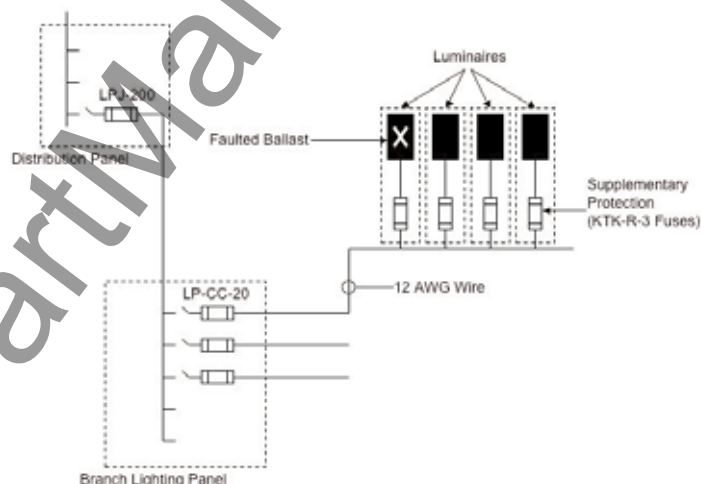 Luminaires
LPJ-200
Faulted Ballast
X
Distribution Panel
Supplementary
Protection
(KTK-R-3 Fuses)
LP-CC-20
12 AWG Wire
Branch Lighting Panel
artMar